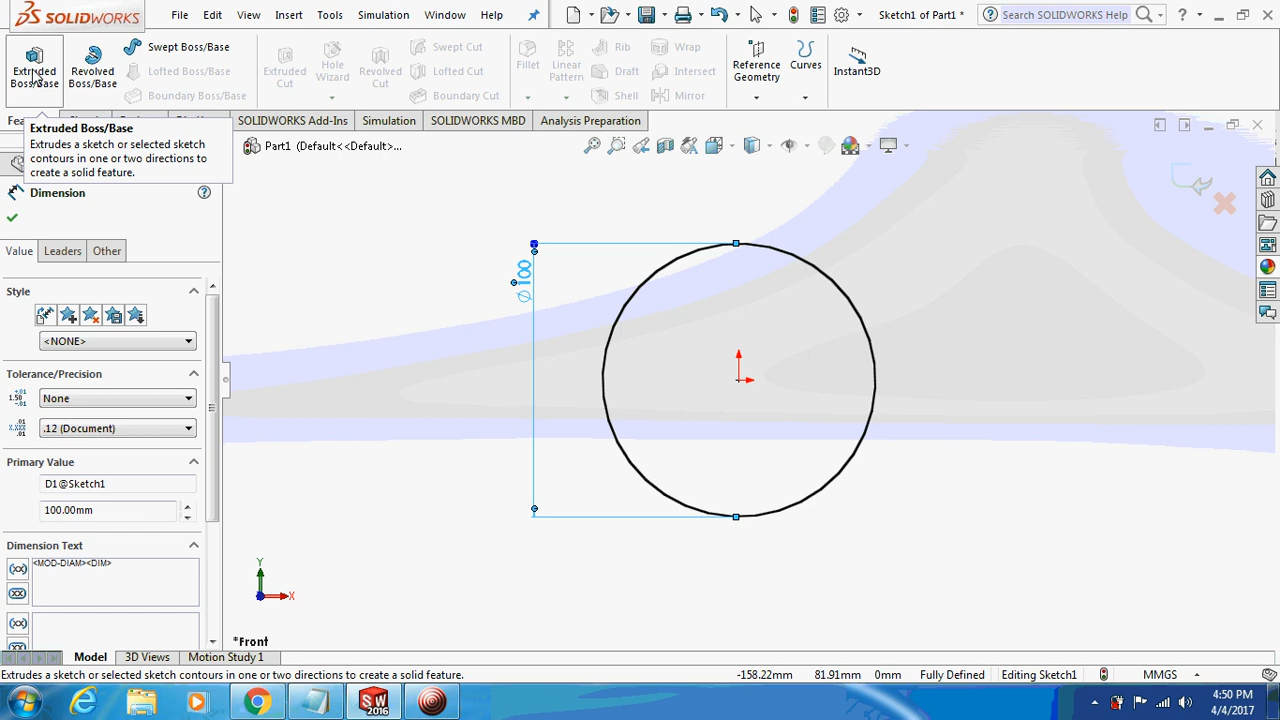 SOLIDWORKS
File Edit View Insert Tools Simulation Window Help
Sketch1 of Part1 *
Search SOLIDWORKS Help
?
Extruded Boss/Base
Revolved Boss/Base
Swept Boss/Base
Lofted Boss/Base
Boundary Boss/Base
Extruded Cut
Hole Wizard
Revolved Cut
Swept Cut
Lofted Cut
Boundary Cut
Fillet
Linear Pattern
Rib
Draft
Shell
Wrap
Intersect
Mirror
Reference Geometry
Curves
Instant3D
SOLIDWORKS Add-Ins Simulation SOLIDWORKS MBD Analysis Preparation
Extruded Boss/Base
Extrudes a sketch or selected sketch
contours in one or two directions to
create a solid feature.
Part1 (Default<<Default>...
Dimension
Value Leaders Other
Style
<NONE>
Tolerance/Precision
None
.12 (Document)
Primary Value
D1@Sketch1
100.00mm
Dimension Text
<MOD-DIAM><DIM>
∅ 100
Y
X
*Front
Model 3D Views Motion Study 1
Extrudes a sketch or selected sketch contours in one or two directions to create a solid feature.
-158.22mm 81.91mm 0mm Fully Defined Editing Sketch1 MMGS
SW
2016
4:50 PM
4/4/2017